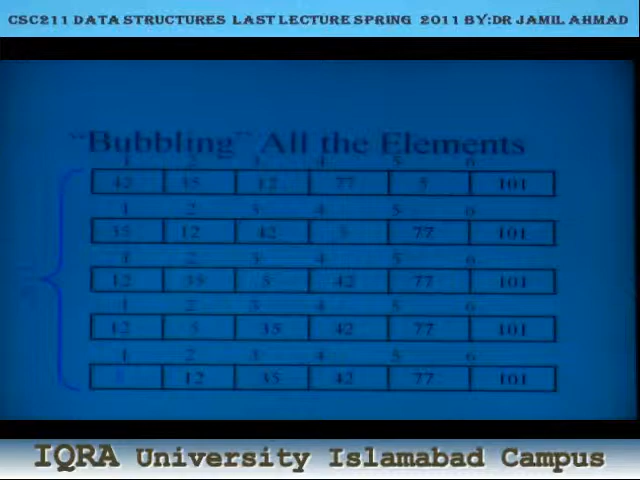 CSC211 DATA STRUCTURES LAST LECTURE SPRING 2011 BY:DR JAMIL AHMAD
"Bubbling" All the Elements
1 2 3 4 5 6
42 35 12 77 5 101
1 2 3 4 5 6
35 12 42 5 77 101
1 2 3 4 5 6
12 35 5 42 77 101
1 2 3 4 5 6
12 5 35 42 77 101
1 2 3 4 5 6
12 35 42 77 101
IQRA University Islamabad Campus